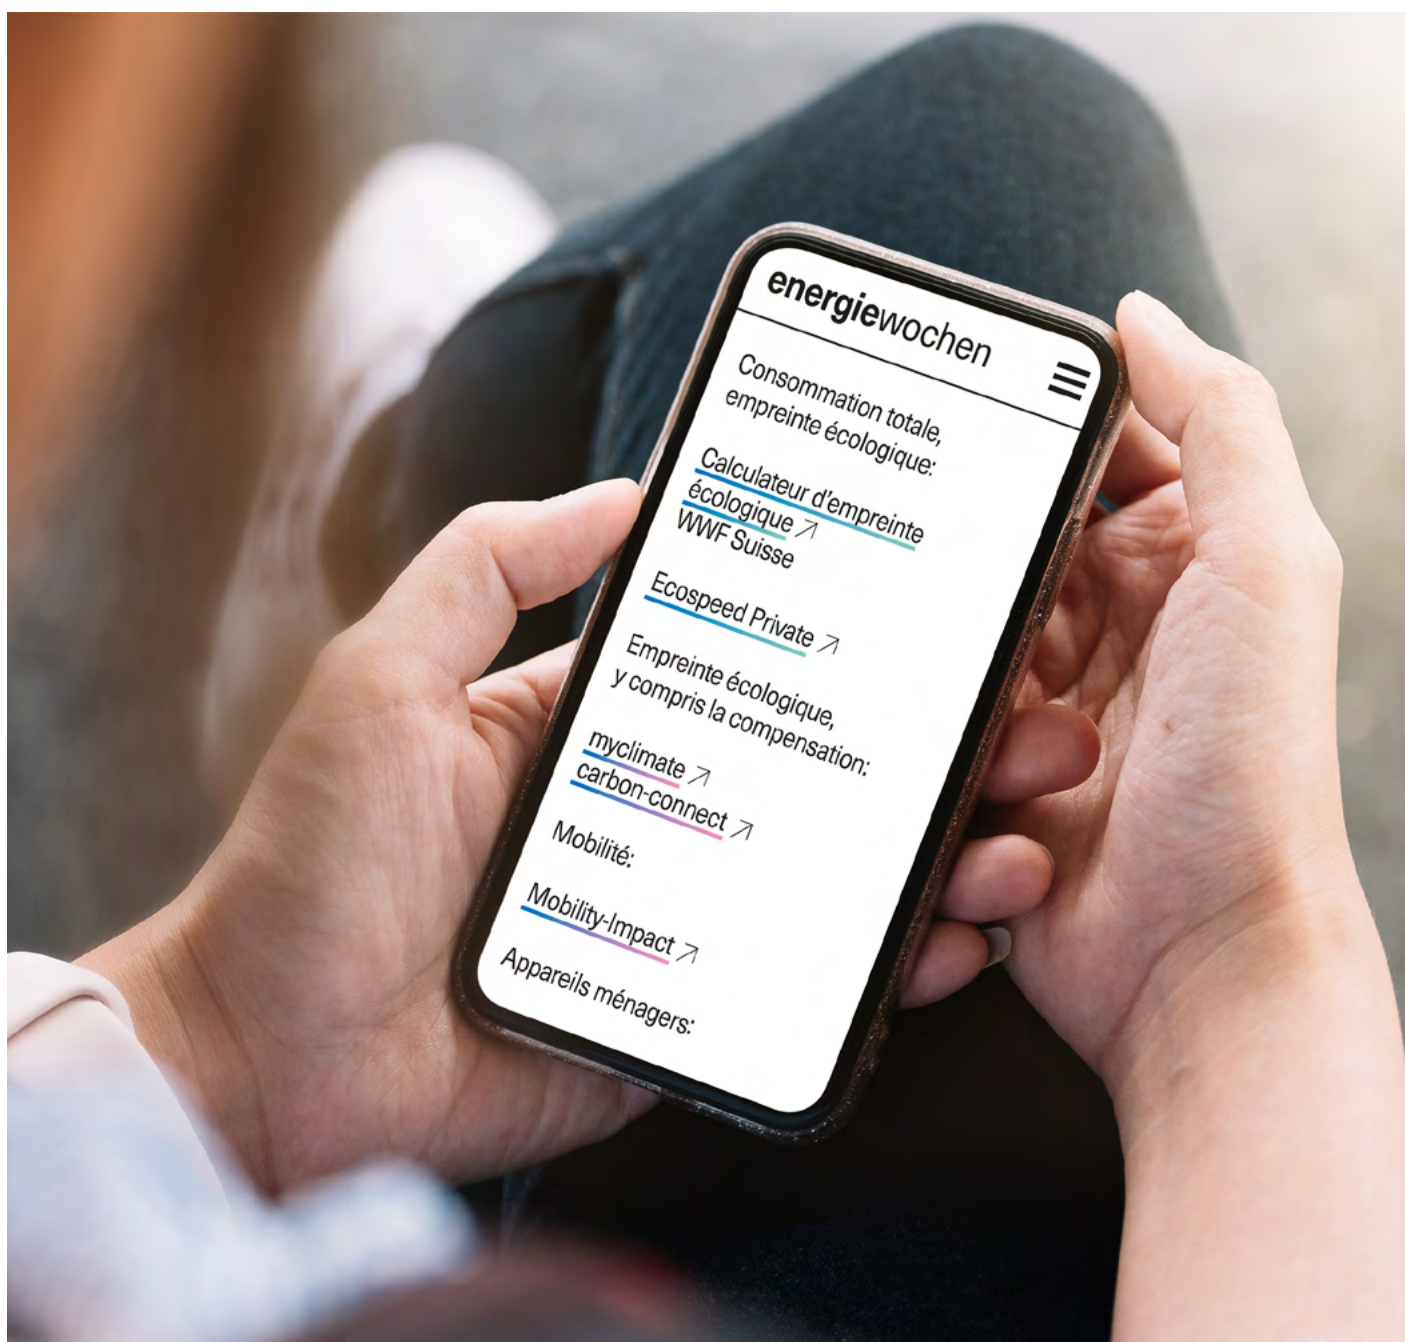 energiewochen
Consommation totale,
empreinte écologique:
Calculateur d'empreinte
écologique
WWF Suisse
Ecospeed Private
Empreinte écologique,
y compris la compensation:
myclimate
carbon-connect
Mobilité:
Mobility-Impact
Appareils ménagers: